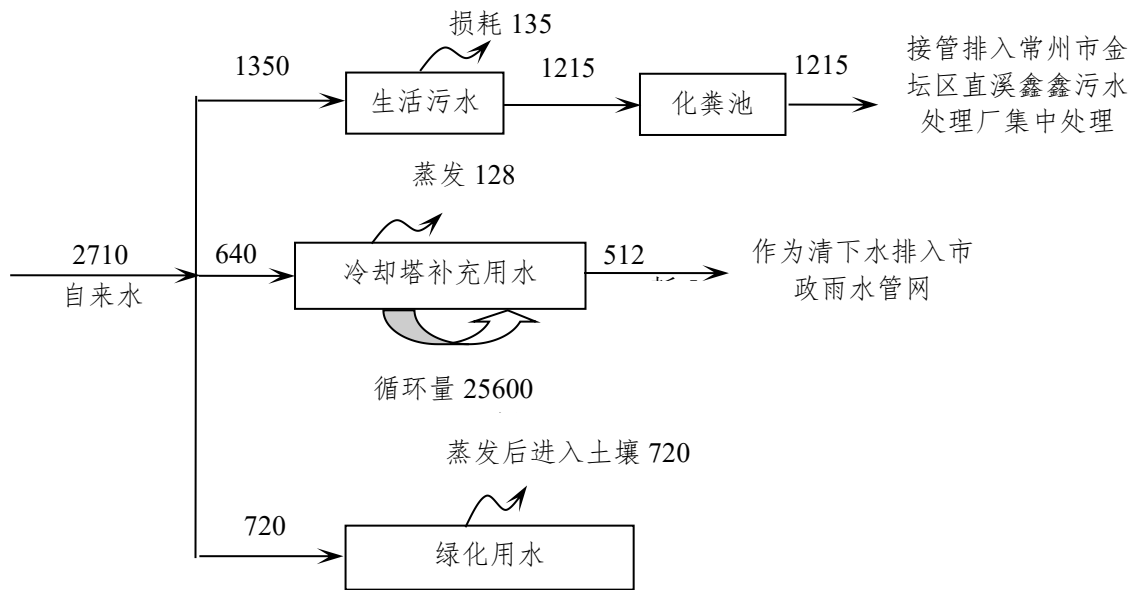 损耗 135
1350
生活污水
1215
化粪池
1215
接管排入常州市金
坛区直溪鑫鑫污水
处理厂集中处理
蒸发 128
2710
自来水
640
冷却塔补充用水
512
作为清下水排入市
政雨水管网
循环量 25600
蒸发后进入土壤 720
720
绿化用水